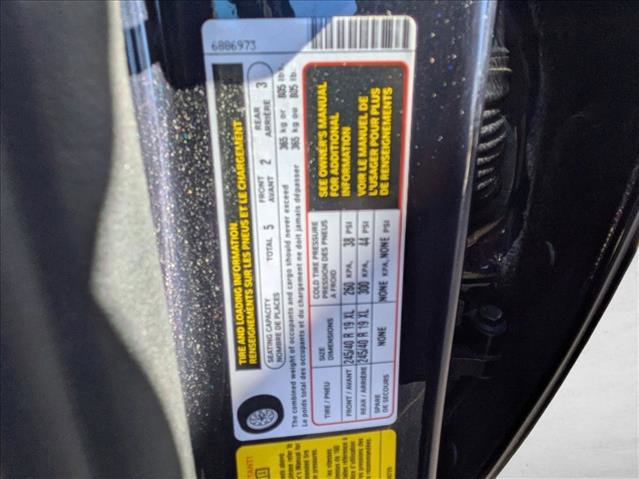 6886973
TIRE AND LOADING INFORMATION
RENSEIGNEMENTS SUR LES PNEUS ET LE CHARGEMENT
SEATING CAPACITY
NOMBRE DE PLACES
TOTAL 5
FRONT
AVANT 2
REAR
ARRIÈRE 3
The combined weight of occupants and cargo should never exceed 365 kg or 805 lb.
Le poids total des occupants et du chargement ne doit jamais dépasser 365 kg ou 805 lb.
TIRE / PNEU
SIZE
DIMENSIONS
COLD TIRE PRESSURE
PRESSION DES PNEUS
À FROID
FRONT / AVANT 245/40 R 19 XL 260 KPA, 38 PSI
REAR / ARRIÈRE 245/40 R 19 XL 300 KPA, 44 PSI
SPARE
DE SECOURS NONE NONE KPA, NONE PSI
SEE OWNER'S MANUAL
FOR ADDITIONAL
INFORMATION
VOIR LE MANUEL DE
L'USAGER POUR PLUS
DE RENSEIGNEMENTS